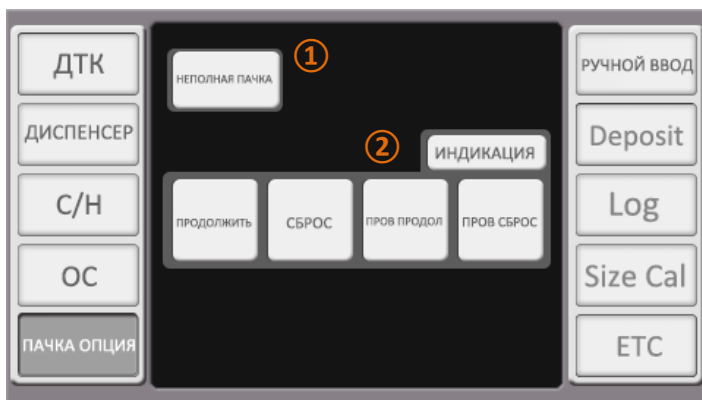 ДТК
ДИСПЕНСЕР
С/Н
ОС
ПАЧКА ОПЦИЯ
НЕПОЛНАЯ ПАЧКА
①
②
ИНДИКАЦИЯ
ПРОДОЛЖИТЬ
СБРОС
ПРОВ ПРОДОЛ
ПРОВ СБРОС
РУЧНОЙ ВВОД
Deposit
Log
Size Cal
ETC